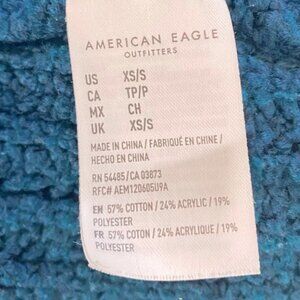 AMERICAN EAGLE
OUTFITTERS
US XS/S
CA TP/P
MX CH
UK XS/S
MADE IN CHINA / FABRIQUÉ EN CHINE /
HECHO EN CHINA
RN 54485 / CA 03873
RFC# AEM120605U9A
EN 57% COTTON / 24% ACRYLIC / 19%
POLYESTER
FR 57% COTON / 24% ACRYLIQUE / 19%
POLYESTER